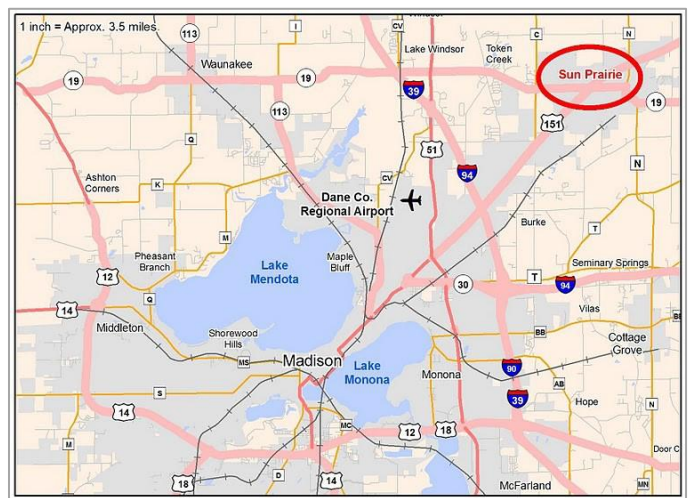 1 inch = Approx. 3.5 miles
Windsor
113
I
CV
Lake Windsor
Token
Creek
C
N
Waunakee
Sun Prairie
19
19
39
19
113
151
Q
51
N
Ashton
Corners
K
CV
94
Dane Co.
Regional Airport
T
Burke
M
Pheasant
Branch
Maple
Bluff
Seminary Springs
Lake
Mendota
12
T
30
94
Q
14
Vilas
Middleton
Shorewood
Hills
BB
Cottage
Grove
MS
Madison
Lake
Monona
90
Monona
AB
S
39
Hope
N
14
MC
12
18
M
Door C
D
18
14
McFarland
MN